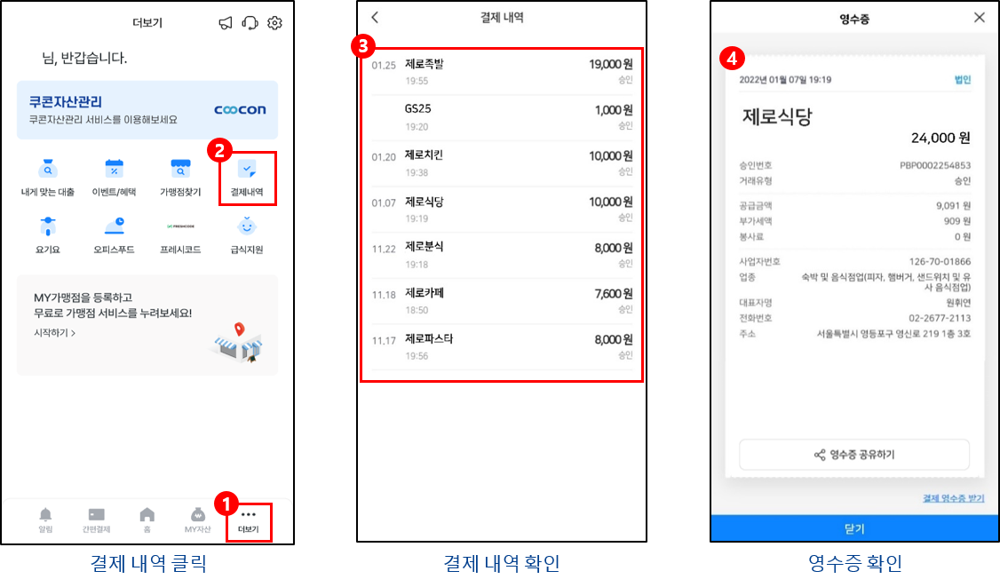 더보기
님, 반갑습니다.
쿠콘자산관리
쿠콘자산관리 서비스를 이용해보세요
coocon
2
내게 맞는 대출
이벤트/혜택
가맹점찾기
결제내역
요기요
오피스푸드
MY FRESHCODE
프레시코드
급식지원
MY가맹점을 등록하고
무료로 가맹점 서비스를 누려보세요!
시작하기 >
1
알림
간편결제
홈
MY자산
더보기
결제 내역 클릭
결제 내역
3
01.25 제로족발 19,000 원
19:55 승인
GS25 1,000 원
19:20 승인
01.20 제로치킨 10,000 원
19:38 승인
01.07 제로식당 10,000 원
19:19 승인
11.22 제로분식 8,000 원
19:18 승인
11.18 제로카페 7,600 원
18:50 승인
11.17 제로파스타 8,000 원
19:56 승인
결제 내역 확인
영수증
4
2022년 01월 07일 19:19 법인
제로식당
24,000 원
승인번호 PBP0002254853
거래유형 승인
공급금액 9,091 원
부가세액 909 원
봉사료 0 원
사업자번호 126-70-01866
업종 숙박 및 음식점업(피자, 햄버거, 샌드위치 및 유
사 음식점업)
대표자명 원휘연
전화번호 02-2677-2113
주소 서울특별시 영등포구 영신로 219 1층 3호
영수증 공유하기
결제 영수증 받기
닫기
영수증 확인